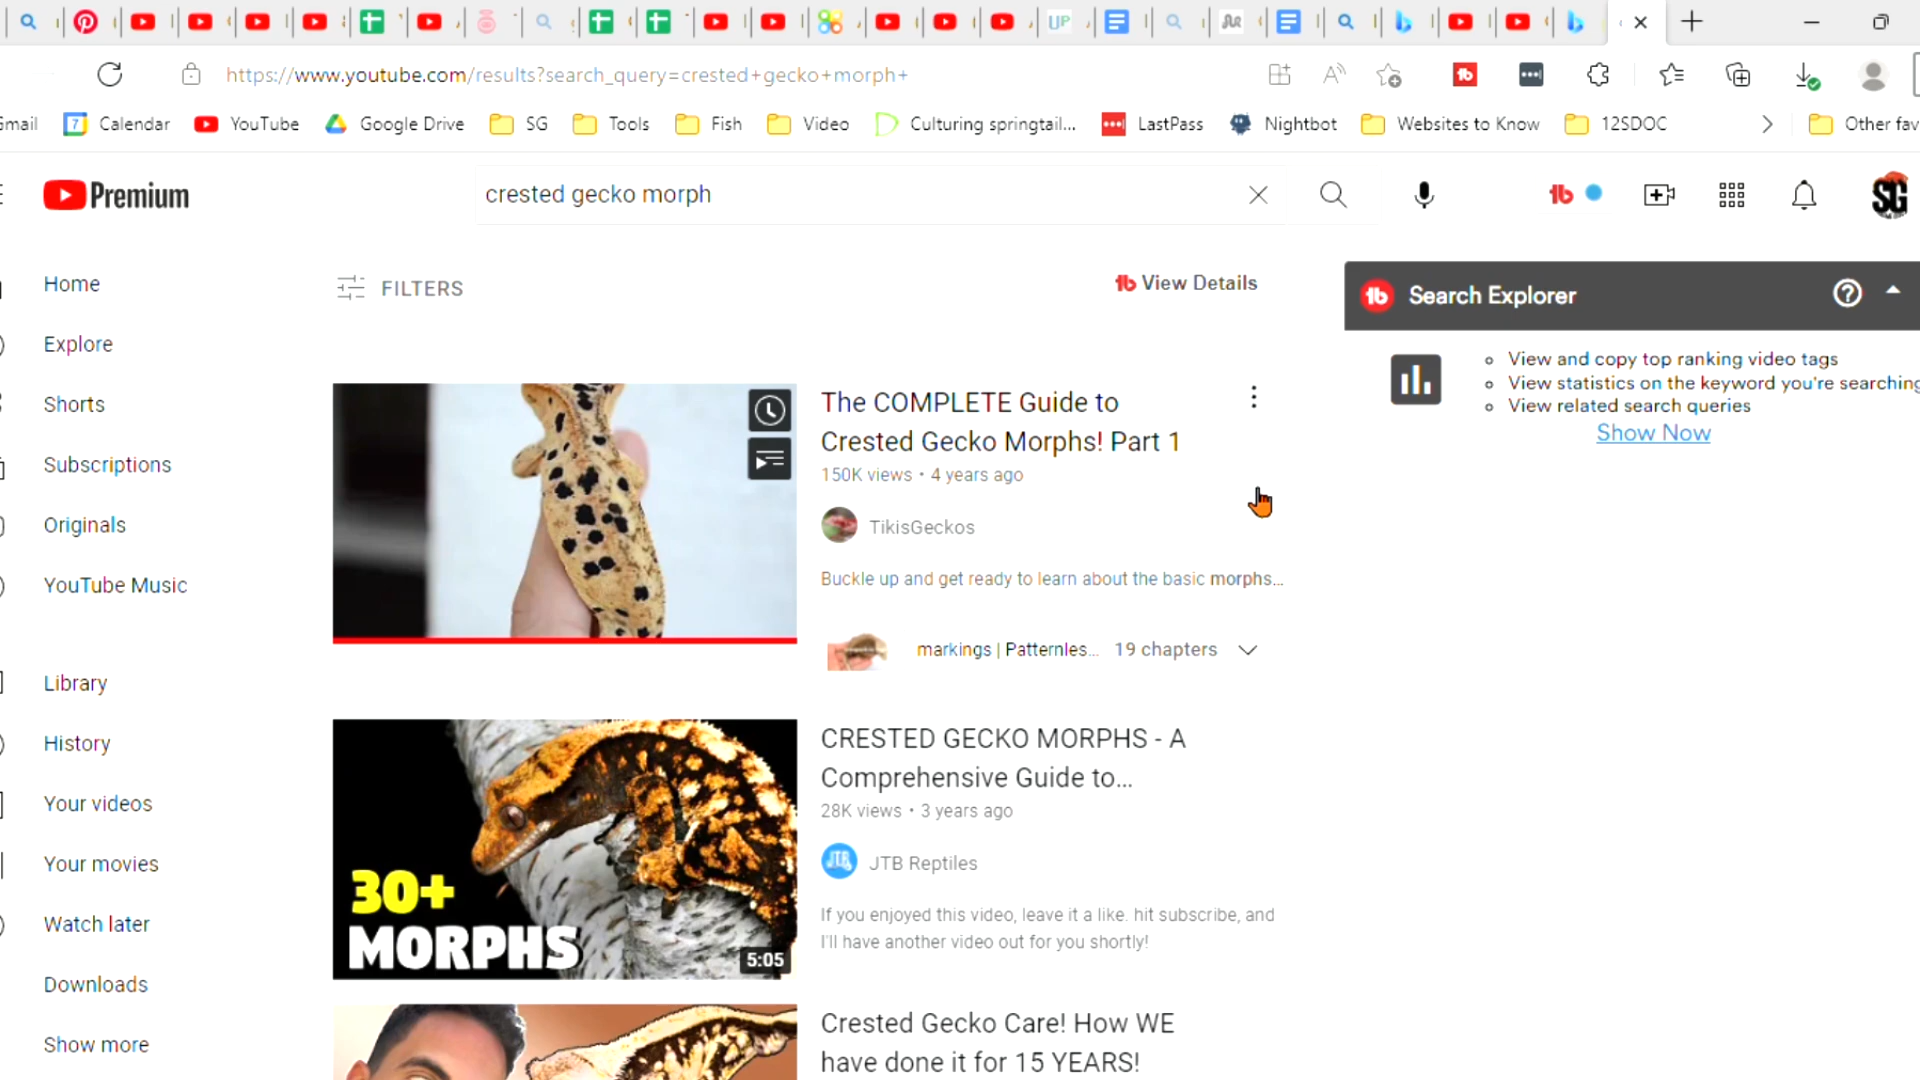 https://www.youtube.com/results?search_query=crested+gecko+morph+
Calendar
YouTube
Google Drive
SG
Tools
Fish
Video
Culturing springtail...
LastPass
Nightbot
Websites to Know
12SDOC
Other fav
Premium
crested gecko morph
SG
Home
Explore
Shorts
Subscriptions
Originals
YouTube Music
Library
History
Your videos
Your movies
Watch later
Downloads
Show more
FILTERS
View Details
The COMPLETE Guide to
Crested Gecko Morphs! Part 1
150K views • 4 years ago
TikisGeckos
Buckle up and get ready to learn about the basic morphs...
markings | Patternles... 19 chapters
30+
MORPHS
5:05
CRESTED GECKO MORPHS - A
Comprehensive Guide to...
28K views • 3 years ago
JTB
JTB Reptiles
If you enjoyed this video, leave it a like. hit subscribe, and
I'll have another video out for you shortly!
Crested Gecko Care! How WE
have done it for 15 YEARS!
Search Explorer
View and copy top ranking video tags
View statistics on the keyword you're searching
View related search queries
Show Now